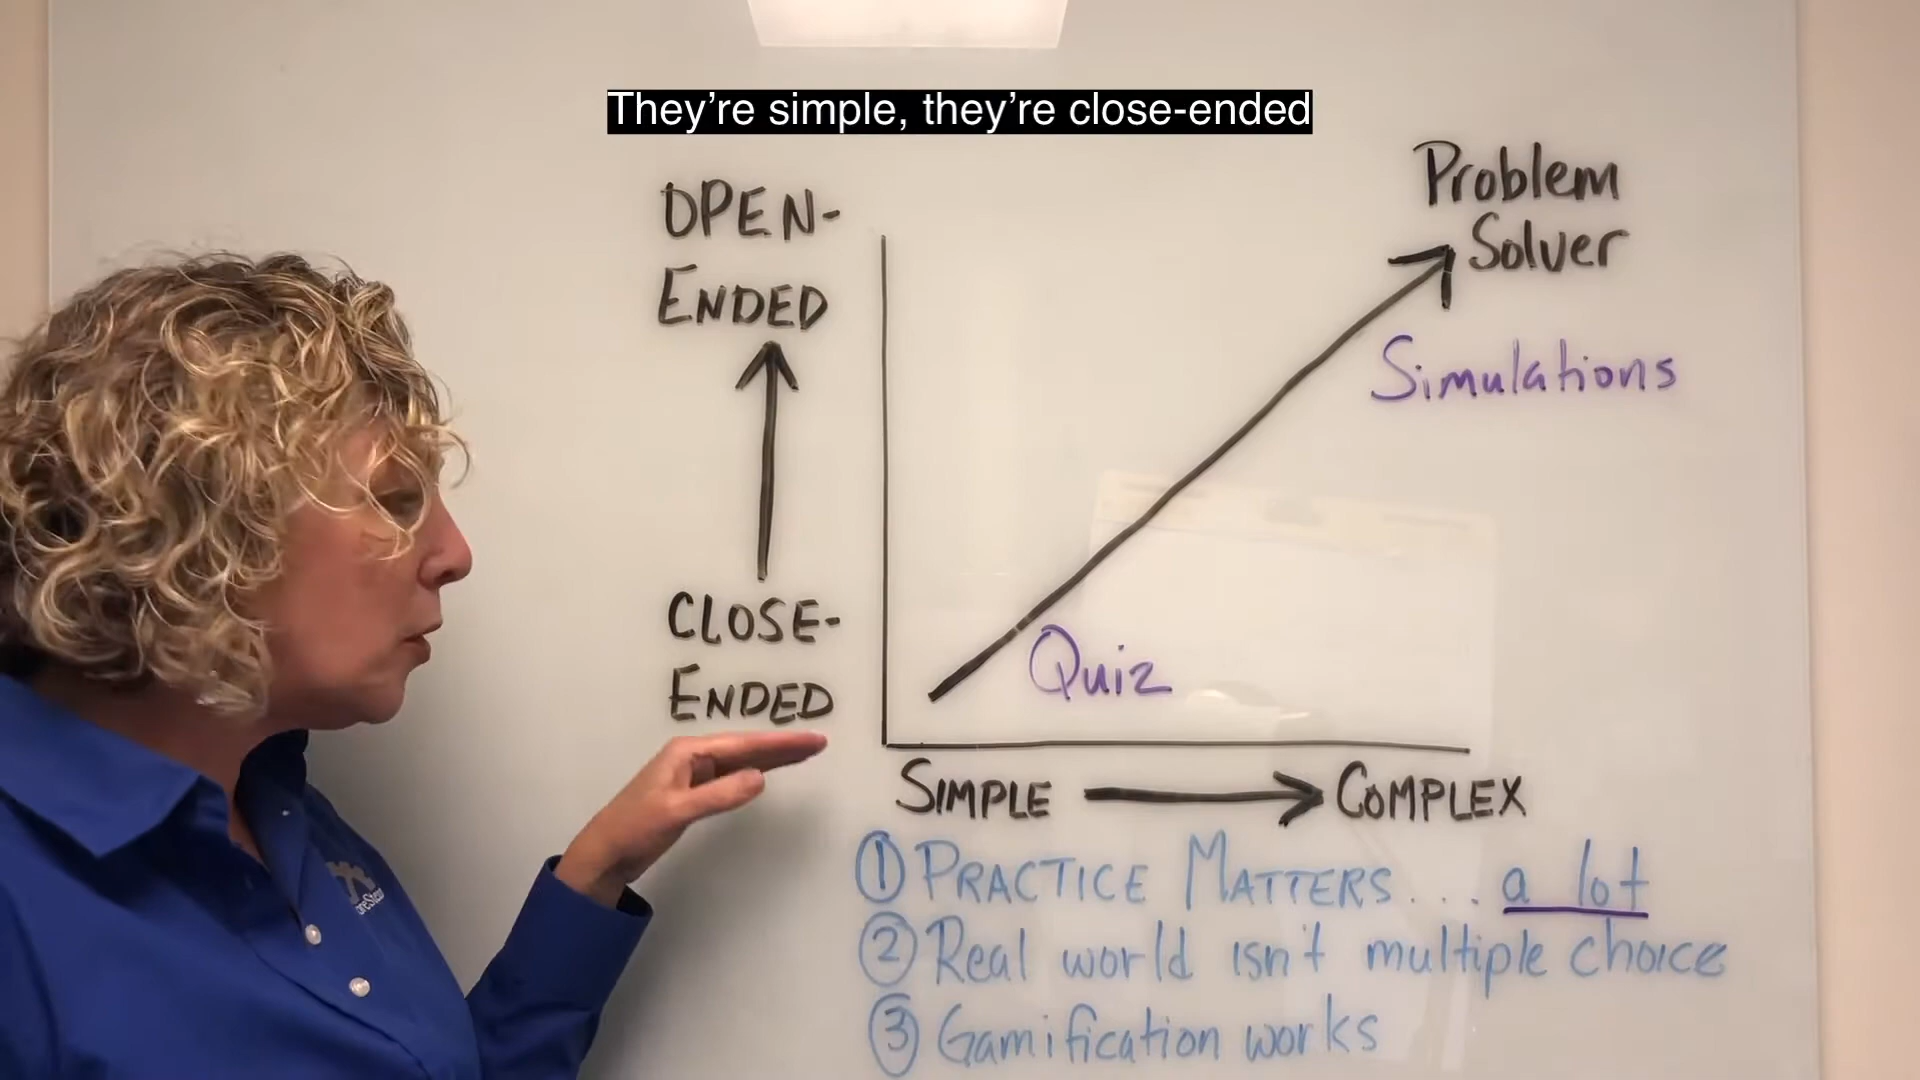 They're simple, they're close-ended
OPEN-
ENDED
CLOSE-
ENDED
Problem
Solver
Simulations
Quiz
SIMPLE
COMPLEX
① PRACTICE MATTERS... a lot
② Real world isn't multiple choice
③ Gamification works